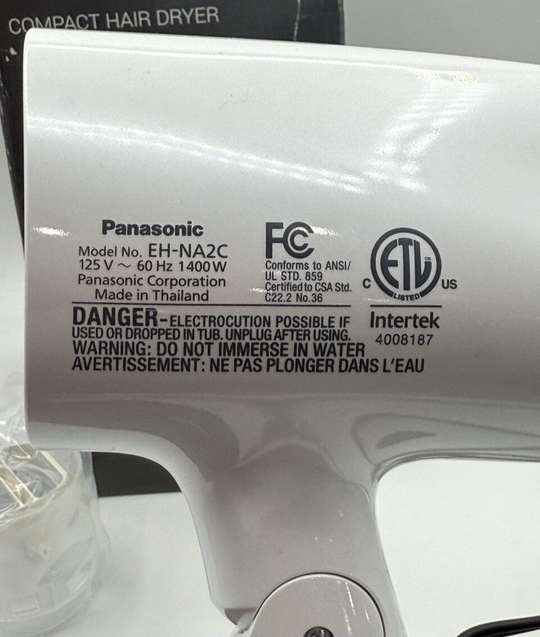 COMPACT HAIR DRYER
Panasonic
Model No. EH-NA2C
125 V ~ 60 Hz 1400 W
Panasonic Corporation
Made in Thailand
FC
Conforms to ANSI/
UL STD. 859
Certified to CSA Std.
C22.2 No.36
C ETL US
LISTED
Intertek
4008187
DANGER-ELECTROCUTION POSSIBLE IF
USED OR DROPPED IN TUB. UNPLUG AFTER USING.
WARNING: DO NOT IMMERSE IN WATER
AVERTISSEMENT: NE PAS PLONGER DANS L'EAU